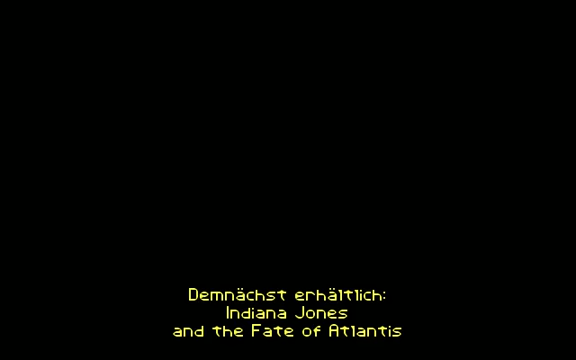 Demnächst erhältlich:
Indiana Jones
and the Fate of Atlantis